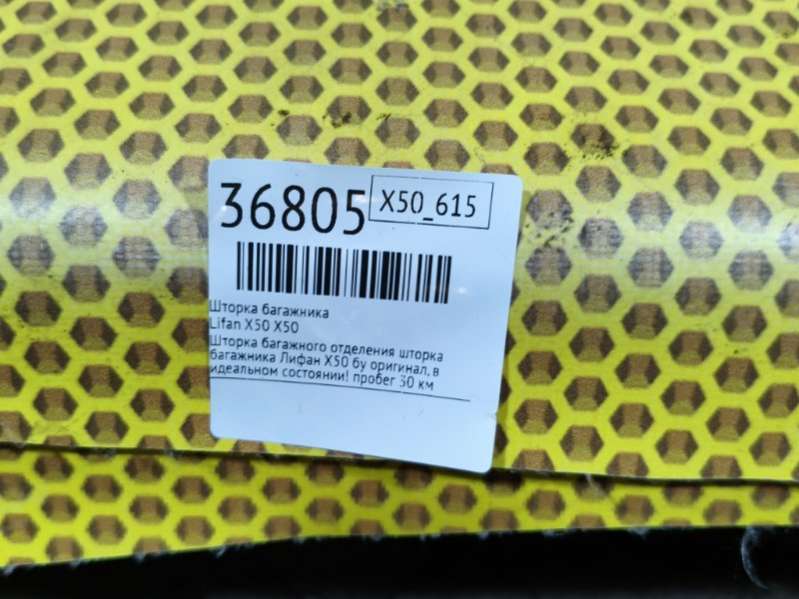 36805
X50_615
Шторка багажника
Lifan X50 X50
Шторка багажного отделения шторка
багажника Лифан Х50 бу оригинал, в
идеальном состоянии! пробег 30 км